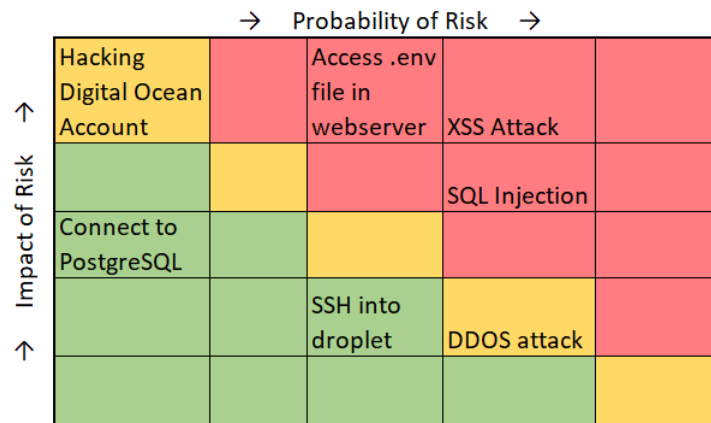 → Probability of Risk →
Hacking
Digital Ocean
Account
Access .env
file in
webserver
XSS Attack
SQL Injection
Connect to
PostgreSQL
SSH into
droplet
DDOS attack
→ Impact of Risk →